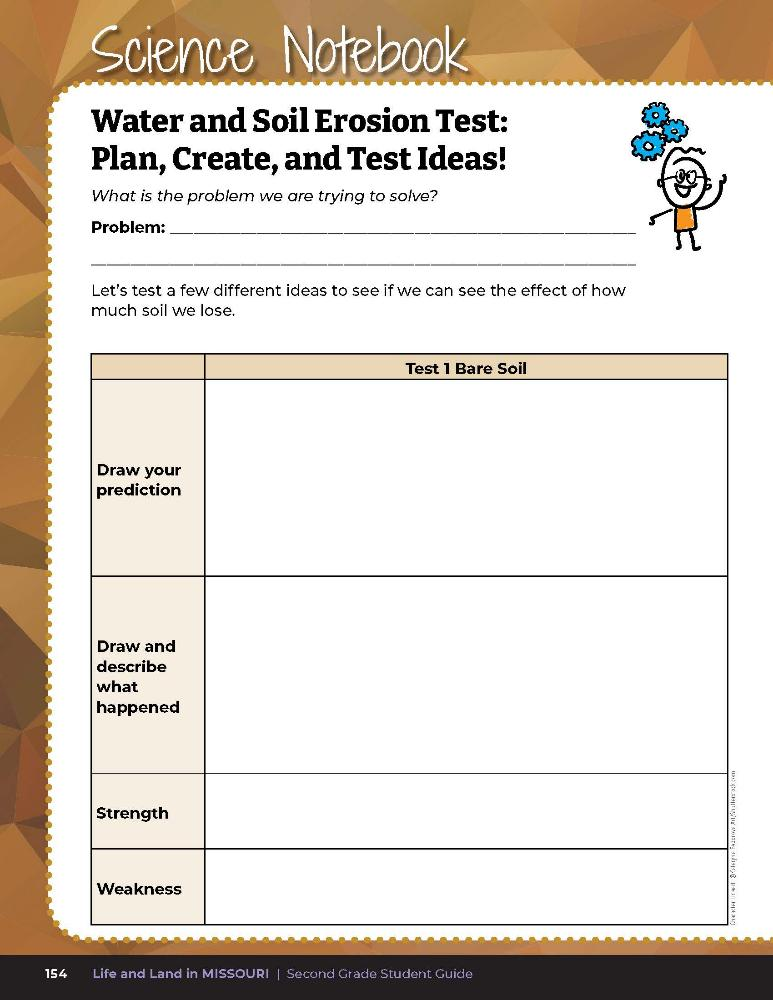 Science Notebook
Water and Soil Erosion Test:
Plan, Create, and Test Ideas!
What is the problem we are trying to solve?
Problem:
Let's test a few different ideas to see if we can see the effect of how
much soil we lose.
Test 1 Bare Soil
Draw your
prediction
Draw and
describe
what
happened
Strength
Weakness
154 Life and Land in MISSOURI | Second Grade Student Guide